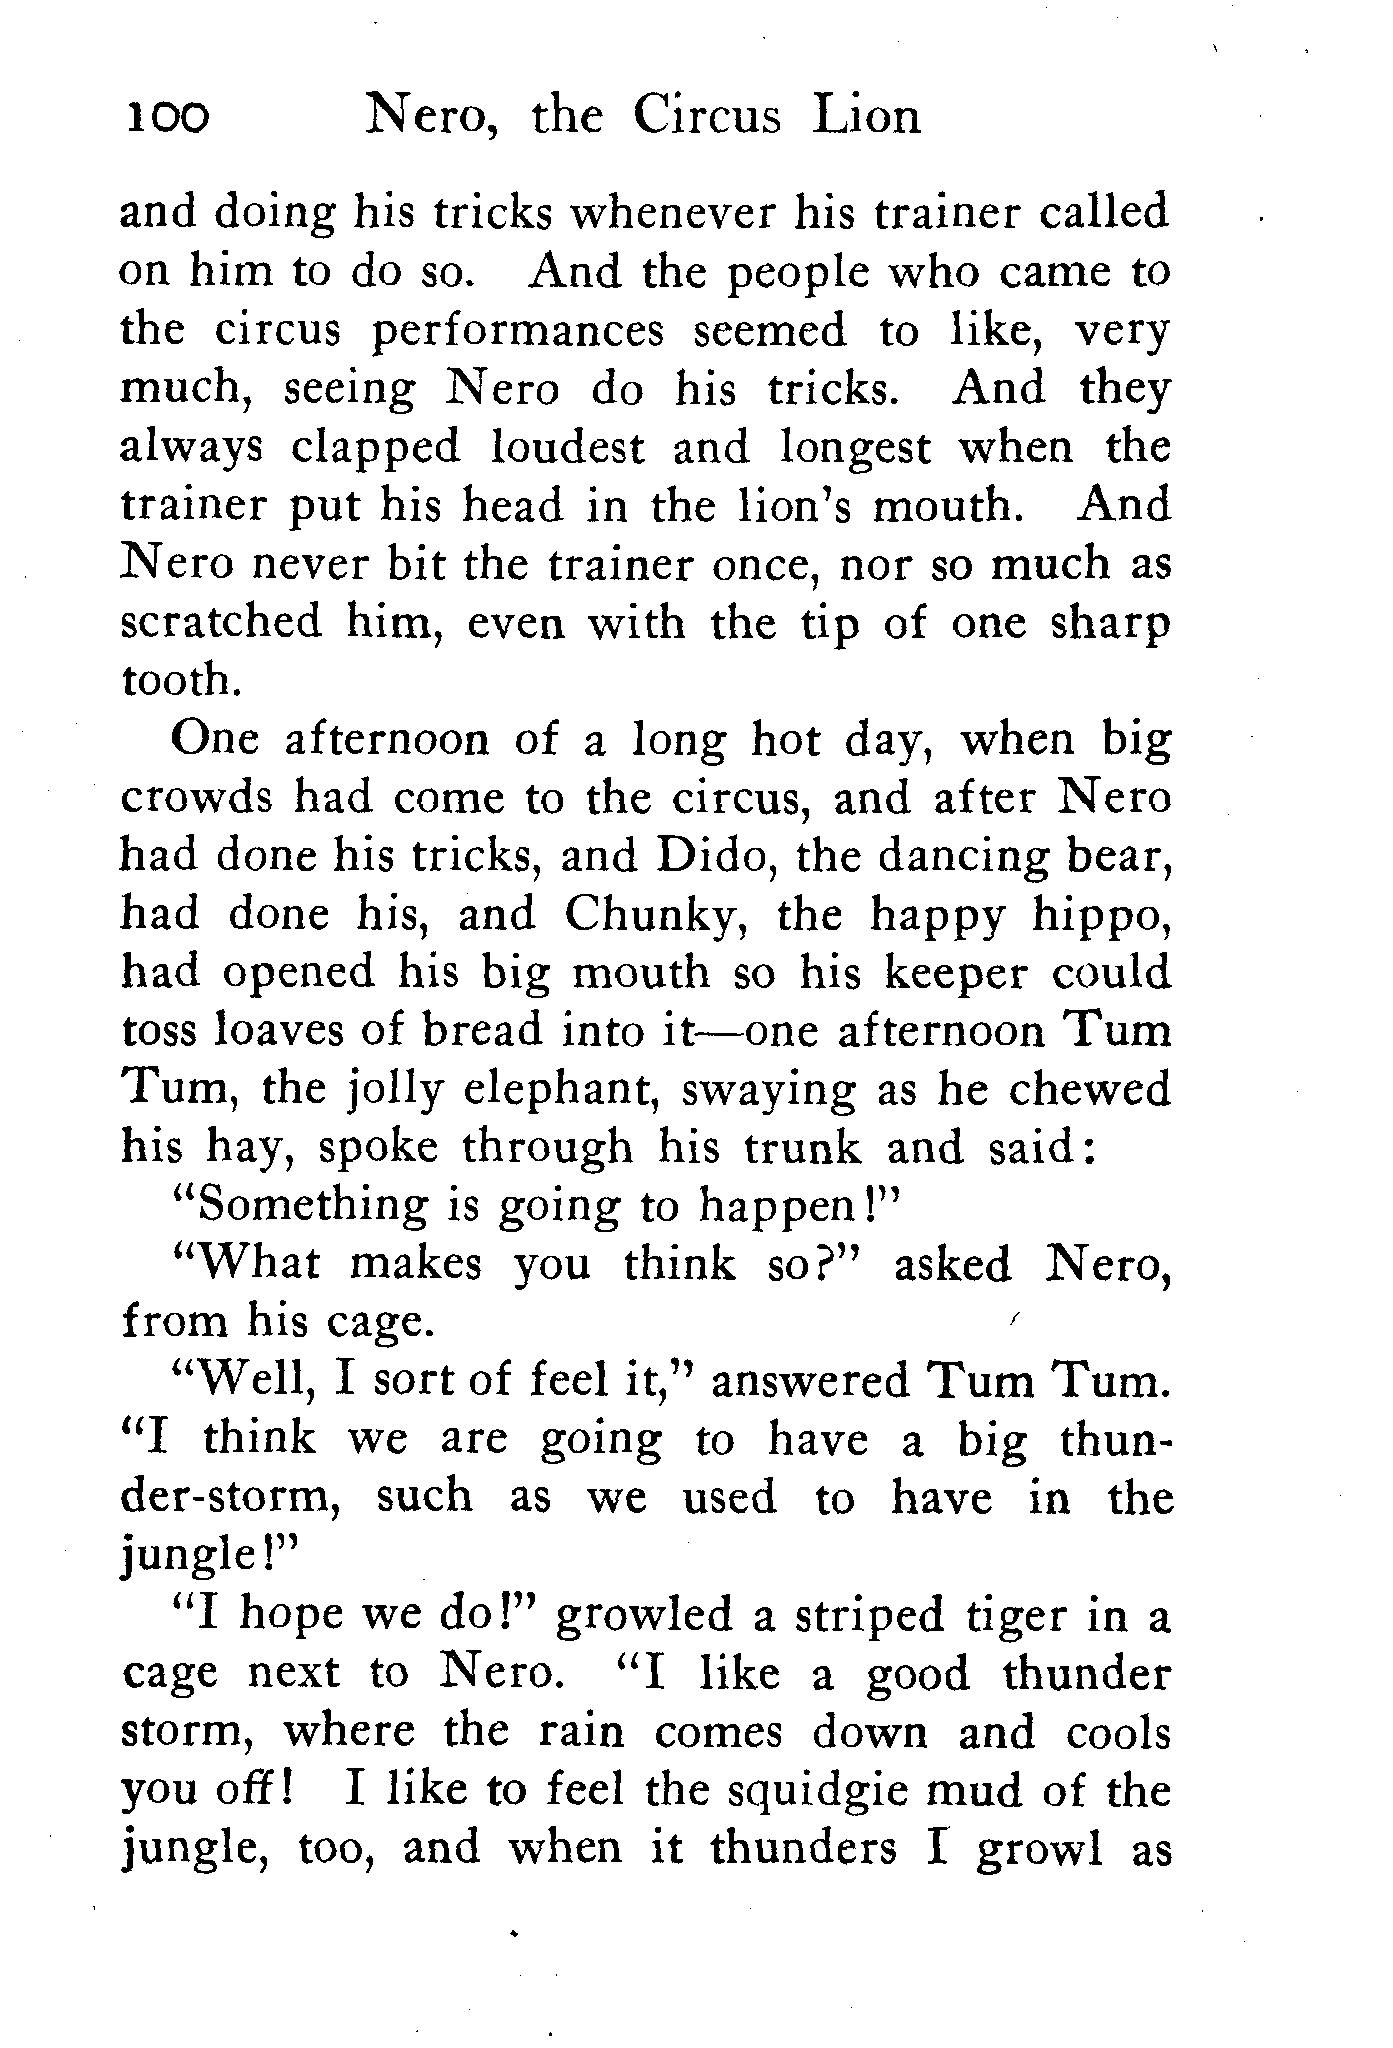 100 Nero, the Circus Lion
and doing his tricks whenever his trainer called
on him to do so. And the people who came to
the circus performances seemed to like, very
much, seeing Nero do his tricks. And they
always clapped loudest and longest when the
trainer put his head in the lion's mouth. And
Nero never bit the trainer once, nor so much as
scratched him, even with the tip of one sharp
tooth.
One afternoon of a long hot day, when big
crowds had come to the circus, and after Nero
had done his tricks, and Dido, the dancing bear,
had done his, and Chunky, the happy hippo,
had opened his big mouth so his keeper could
toss loaves of bread into it—one afternoon Tum
Tum, the jolly elephant, swaying as he chewed
his hay, spoke through his trunk and said:
"Something is going to happen!"
"What makes you think so?" asked Nero,
from his cage.
"Well, I sort of feel it," answered Tum Tum.
"I think we are going to have a big thun-
der-storm, such as we used to have in the
jungle!"
"I hope we do!" growled a striped tiger in a
cage next to Nero. "I like a good thunder
storm, where the rain comes down and cools
you off! I like to feel the squidgie mud of the
jungle, too, and when it thunders I growl as